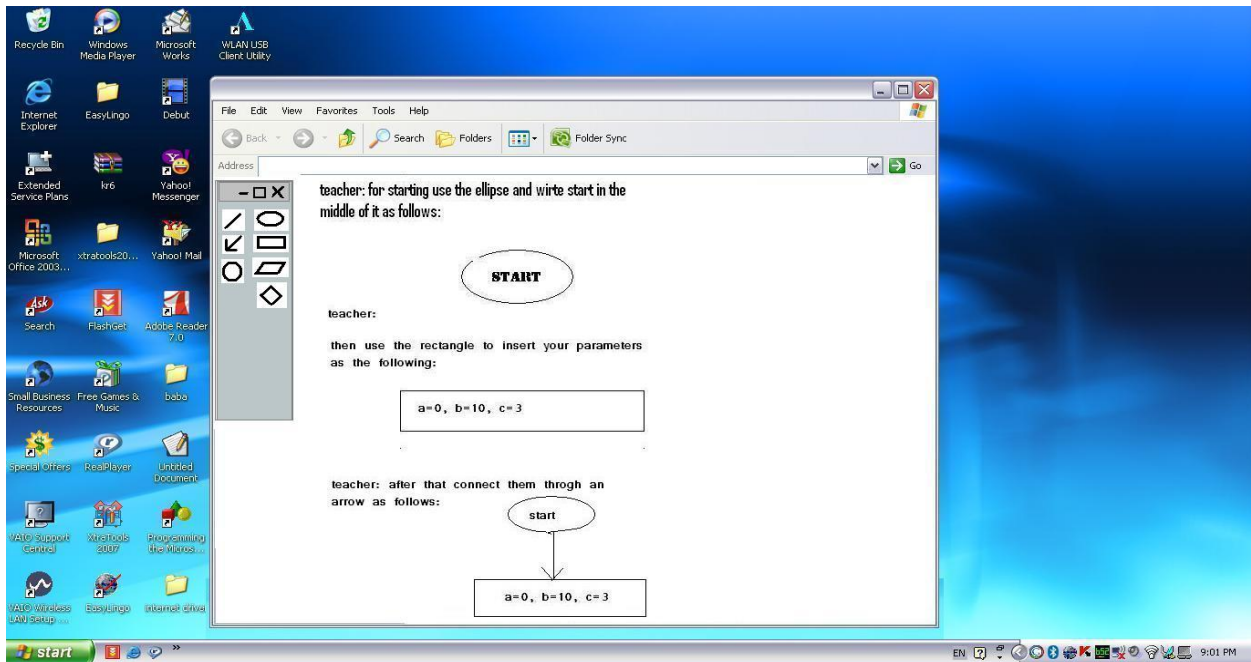 Recycle Bin
Windows Media Player
Microsoft Works
WLAN USB Client Utility
Internet Explorer
EasyLingo
Debut
Extended Service Plans
kr6
Yahoo! Messenger
Microsoft Office 2003...
xtratools20...
Yahoo! Mail
Ask
Search
FlashGet
Adobe Reader 7.0
Small Business Resources
Free Games & Music
baba
Special Offers
RealPlayer
Untitled Document
VAIO Support Central
XtraTools 2007
Programming the Micros...
VAIO Wireless LAN Setup ...
EasyLingo
File Edit View Favorites Tools Help
Back Search Folders Folder Sync
Address Go
teacher: for starting use the ellipse and wirte start in the
middle of it as follows:
START
teacher:
then use the rectangle to insert your parameters
as the following:
a=0, b=10, c=3
teacher: after that connect them throgh an
arrow as follows:
start
a=0, b=10, c=3
start
EN 9:01 PM